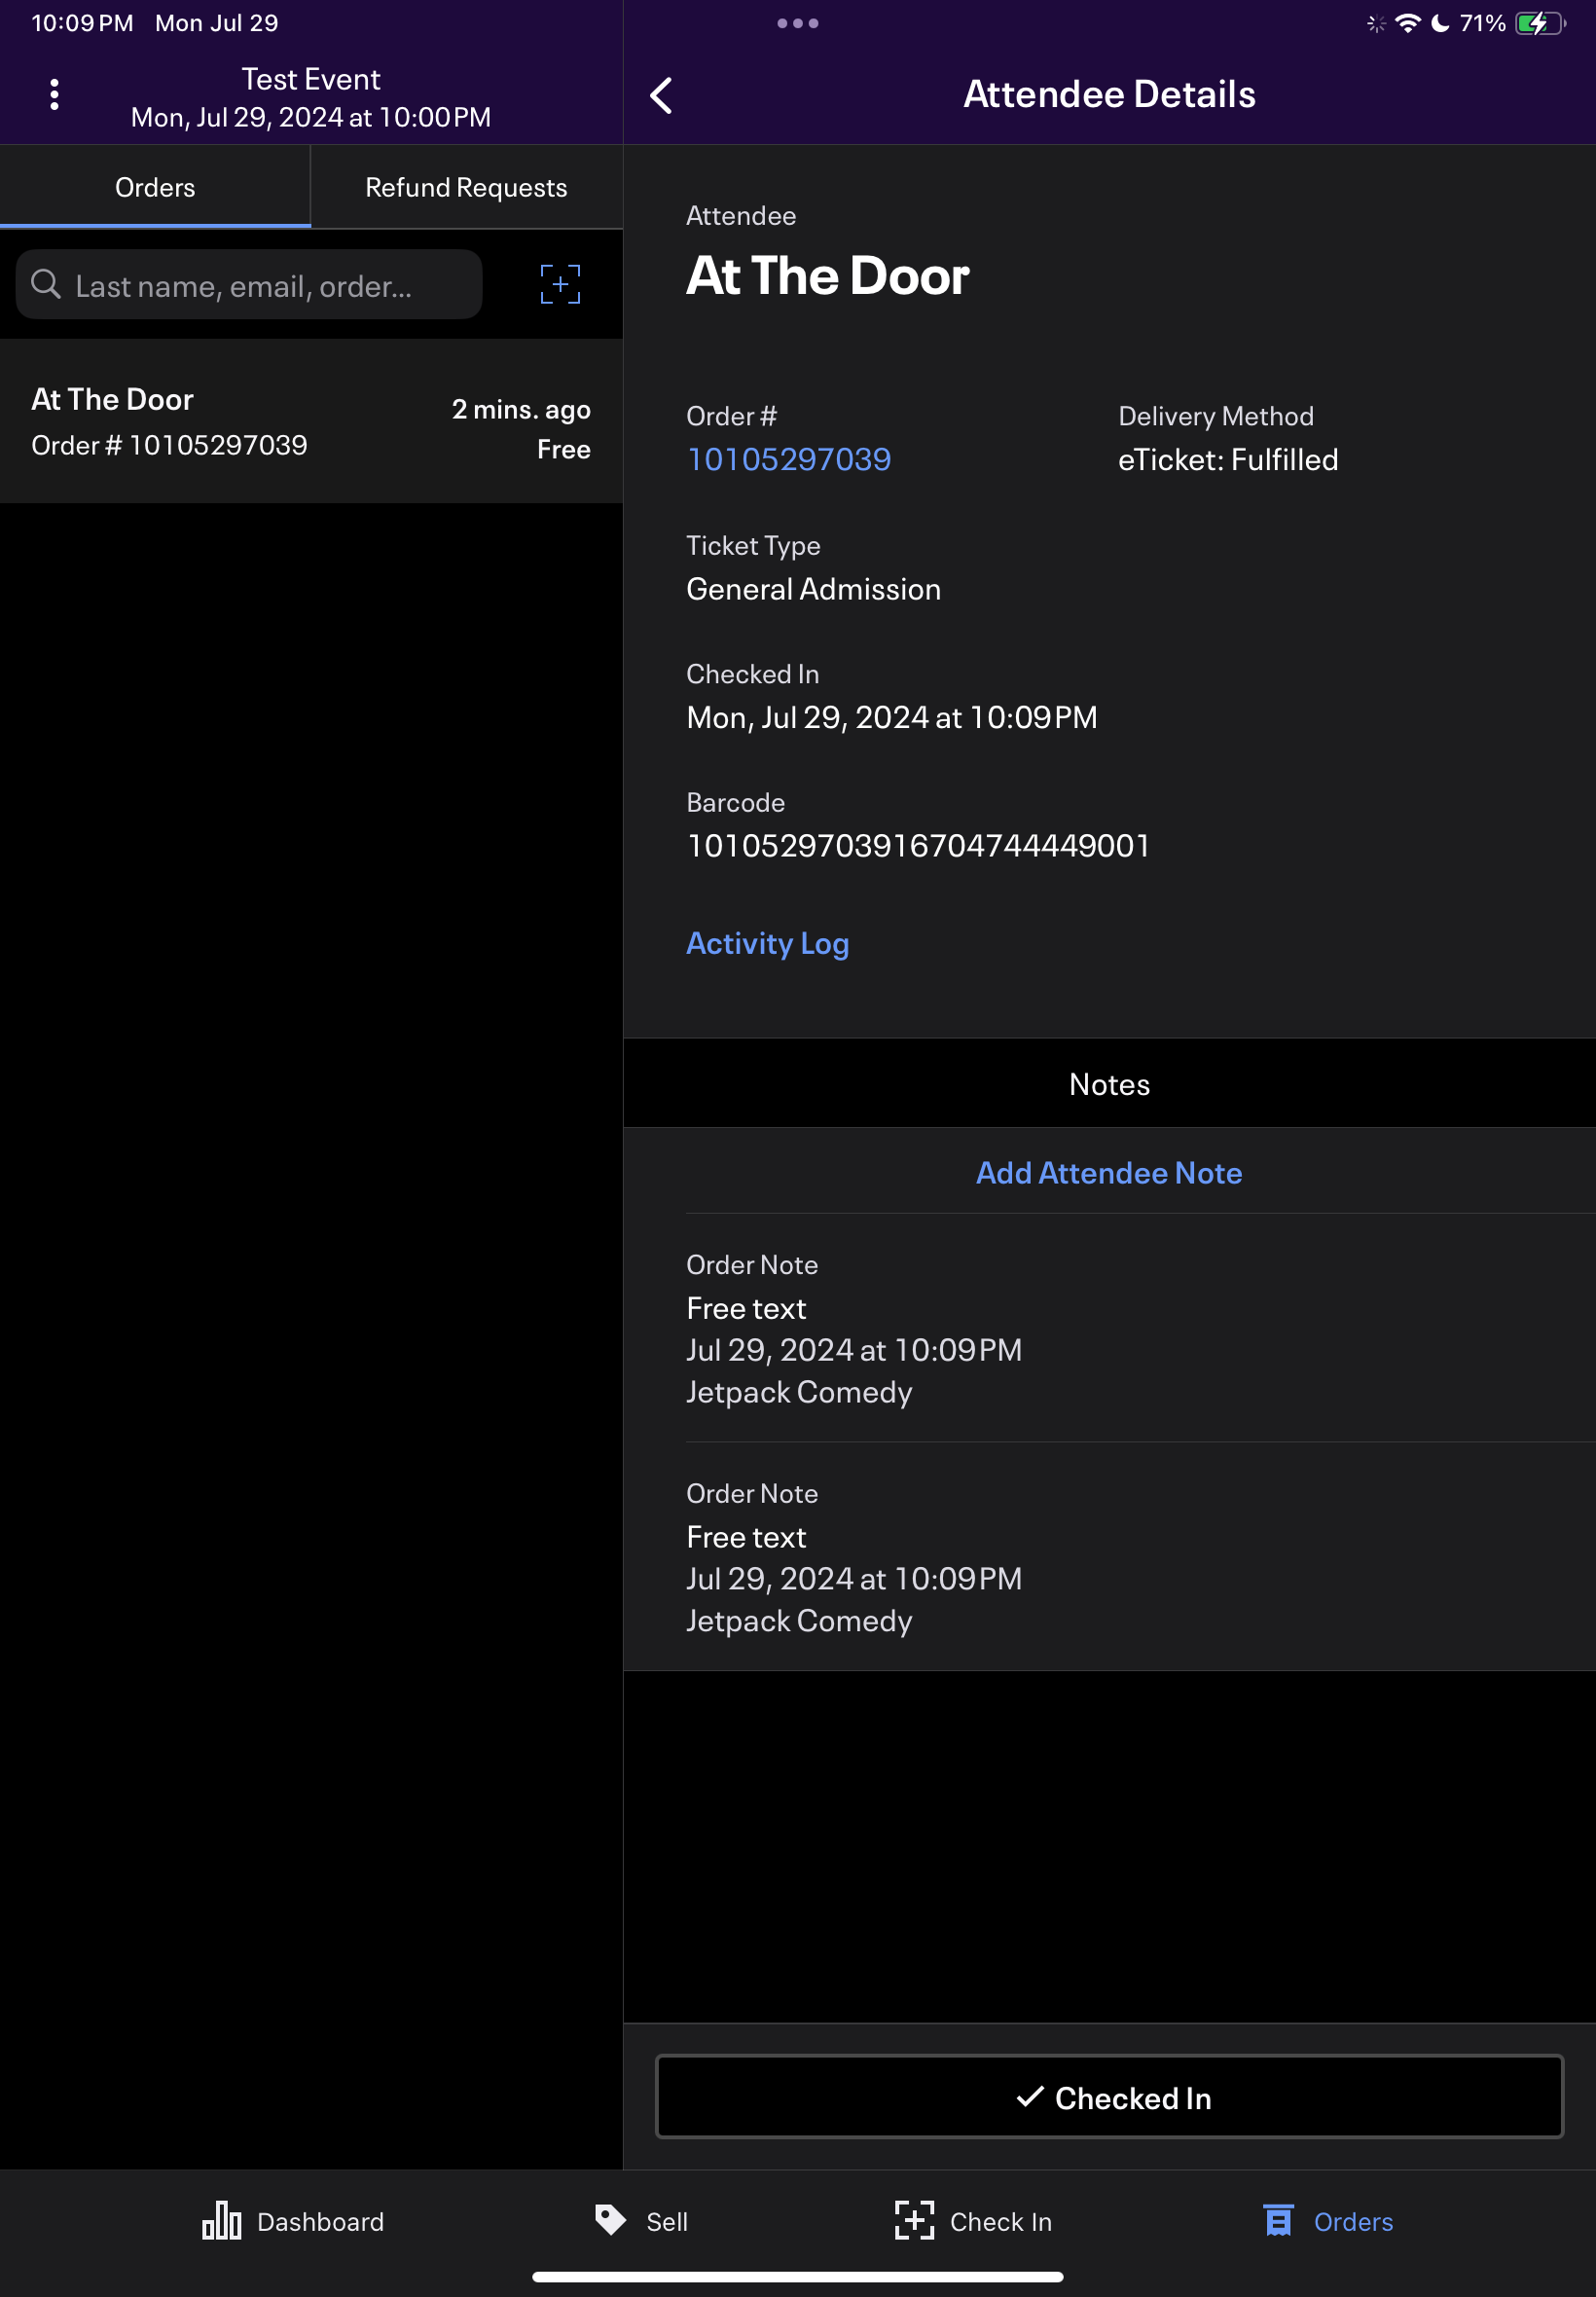 10:09 PM Mon Jul 29
71%
Test Event
Mon, Jul 29, 2024 at 10:00 PM
Orders
Refund Requests
Last name, email, order...
At The Door
2 mins. ago
Order # 10105297039
Free
Attendee Details
Attendee
At The Door
Order #
10105297039
Delivery Method
eTicket: Fulfilled
Ticket Type
General Admission
Checked In
Mon, Jul 29, 2024 at 10:09 PM
Barcode
1010529703916704744449001
Activity Log
Notes
Add Attendee Note
Order Note
Free text
Jul 29, 2024 at 10:09 PM
Jetpack Comedy
Order Note
Free text
Jul 29, 2024 at 10:09 PM
Jetpack Comedy
Checked In
Dashboard
Sell
Check In
Orders